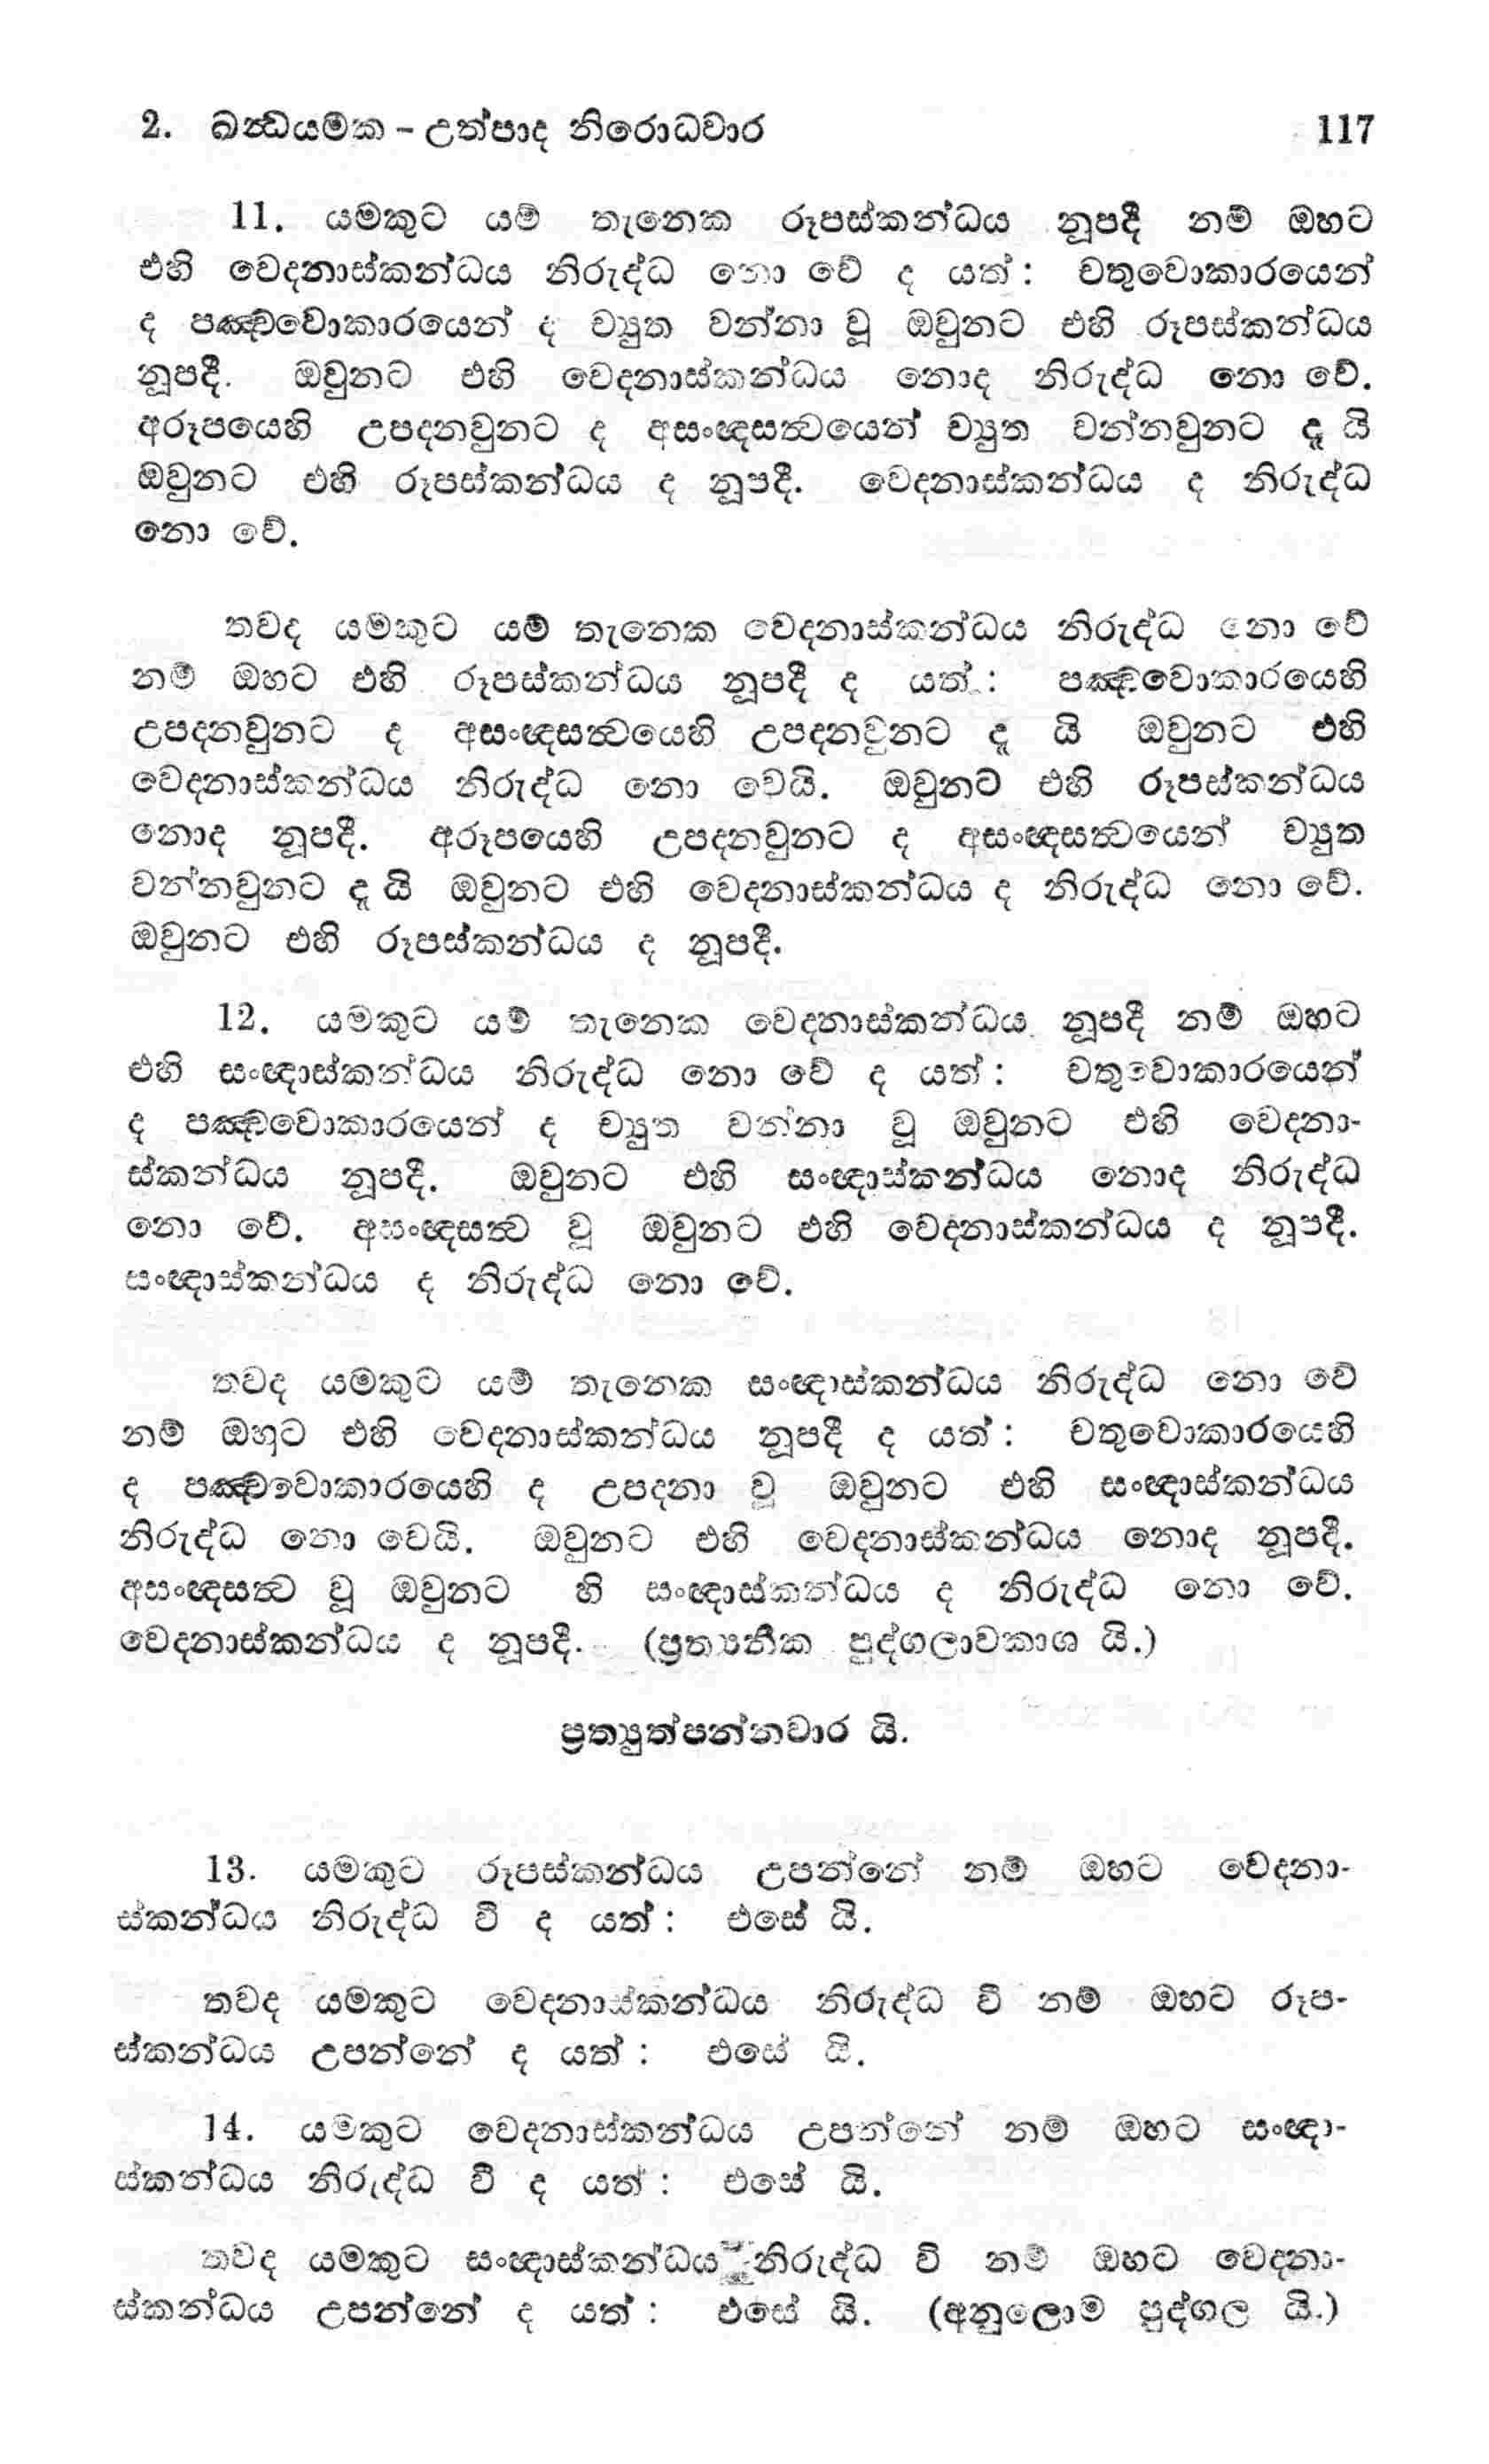 2. ඛන්ධයමක - උත්පාද නිරොධවාර 117
11. යමකුට යම් තැනෙක රූපස්කන්ධය නූපදී නම් ඔහට
එහි වෙදනාස්කන්ධය නිරුද්ධ නො වේ ද යත්: චතුවොකාරයෙන්
ද පඤ්චවොකාරයෙන් ද ච්‍යුත වන්නා වූ ඔවුනට එහි රූපස්කන්ධය
නූපදී. ඔවුනට එහි වෙදනාස්කන්ධය නොද නිරුද්ධ නො වේ.
අරූපයෙහි උපදනවුනට ද අසංඥසත්‍වයෙන් ච්‍යුත වන්නවුනට දූ යි
ඔවුනට එහි රූපස්කන්ධය ද නූපදී. වෙදනාස්කන්ධය ද නිරුද්ධ
නො වේ.
තවද යමකුට යම් තැනෙක වෙදනාස්කන්ධය නිරුද්ධ නො වේ
නම් ඔහට එහි රූපස්කන්ධය නූපදී ද යත්: පඤ්චවොකාරයෙහි
උපදනවුනට ද අසංඥසත්‍වයෙහි උපදනවුනට දූ යි ඔවුනට එහි
වෙදනාස්කන්ධය නිරුද්ධ නො වෙයි. ඔවුනට එහි රූපස්කන්ධය
නොද නූපදී. අරූපයෙහි උපදනවුනට ද අසංඥසත්‍වයෙන් ච්‍යුත
වන්නවුනට දූ යි ඔවුනට එහි වෙදනාස්කන්ධය ද නිරුද්ධ නො වේ.
ඔවුනට එහි රූපස්කන්ධය ද නූපදී.
12. යමකුට යම් තැනෙක වෙදනාස්කන්ධය නූපදී නම් ඔහට
එහි සංඥාස්කන්ධය නිරුද්ධ නො වේ ද යත්: චතුවොකාරයෙන්
ද පඤ්චවොකාරයෙන් ද ච්‍යුත වන්නා වූ ඔවුනට එහි වෙදනා-
ස්කන්ධය නූපදී. ඔවුනට එහි සංඥාස්කන්ධය නොද නිරුද්ධ
නො වේ. අසංඥසත්‍ව වූ ඔවුනට එහි වෙදනාස්කන්ධය ද නූපදී.
සංඥාස්කන්ධය ද නිරුද්ධ නො වේ.
තවද යමකුට යම් තැනෙක සංඥාස්කන්ධය නිරුද්ධ නො වේ
නම් ඔහුට එහි වෙදනාස්කන්ධය නූපදී ද යත්: චතුවොකාරයෙහි
ද පඤ්චවොකාරයෙහි ද උපදනා වූ ඔවුනට එහි සංඥාස්කන්ධය
නිරුද්ධ නො වෙයි. ඔවුනට එහි වෙදනාස්කන්ධය නොද නූපදී.
අසංඥසත්‍ව වූ ඔවුනට හි සංඥාස්කන්ධය ද නිරුද්ධ නො වේ.
වෙදනාස්කන්ධය ද නූපදී. (ප්‍රත්‍යනීක පුද්ගලාවකාශ යි.)
ප්‍රත්‍යුත්පන්නවාර යි.
13. යමකුට රූපස්කන්ධය උපන්නේ නම් ඔහට වේදනා-
ස්කන්ධය නිරුද්ධ වී ද යත්: එසේ යි.
තවද යමකුට වෙදනාස්කන්ධය නිරුද්ධ වී නම් ඔහට රූප-
ස්කන්ධය උපන්නේ ද යත්: එසේ යි.
14. යමකුට වෙදනාස්කන්ධය උපන්නේ නම් ඔහට සංඥා-
ස්කන්ධය නිරුද්ධ වී ද යත්: එසේ යි.
තවද යමකුට සංඥාස්කන්ධය නිරුද්ධ වි නම් ඔහට වෙදනා-
ස්කන්ධය උපන්නේ ද යත්: එසේ යි. (අනුලොම පුද්ගල යි.)